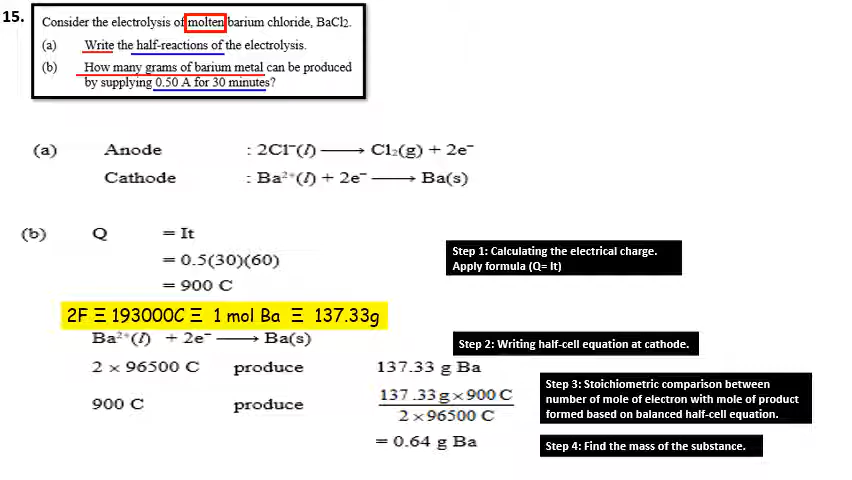 15.
Consider the electrolysis of molten barium chloride, BaCl₂.
(a) Write the half-reactions of the electrolysis.
(b) How many grams of barium metal can be produced
by supplying 0.50 A for 30 minutes?
(a) Anode : 2Cl⁻(l) ⟶ Cl₂(g) + 2e⁻
Cathode : Ba²⁺(l) + 2e⁻ ⟶ Ba(s)
(b) Q = It
= 0.5(30)(60)
= 900 C
Step 1: Calculating the electrical charge.
Apply formula (Q= It)
2F Ξ 193000C Ξ 1 mol Ba Ξ 137.33g
Ba²⁺(l) + 2e⁻ ⟶ Ba(s)
Step 2: Writing half-cell equation at cathode.
2 × 96500 C produce 137.33 g Ba
900 C produce 137.33g×900 C
2×96500 C
Step 3: Stoichiometric comparison between
number of mole of electron with mole of product
formed based on balanced half-cell equation.
= 0.64 g Ba
Step 4: Find the mass of the substance.